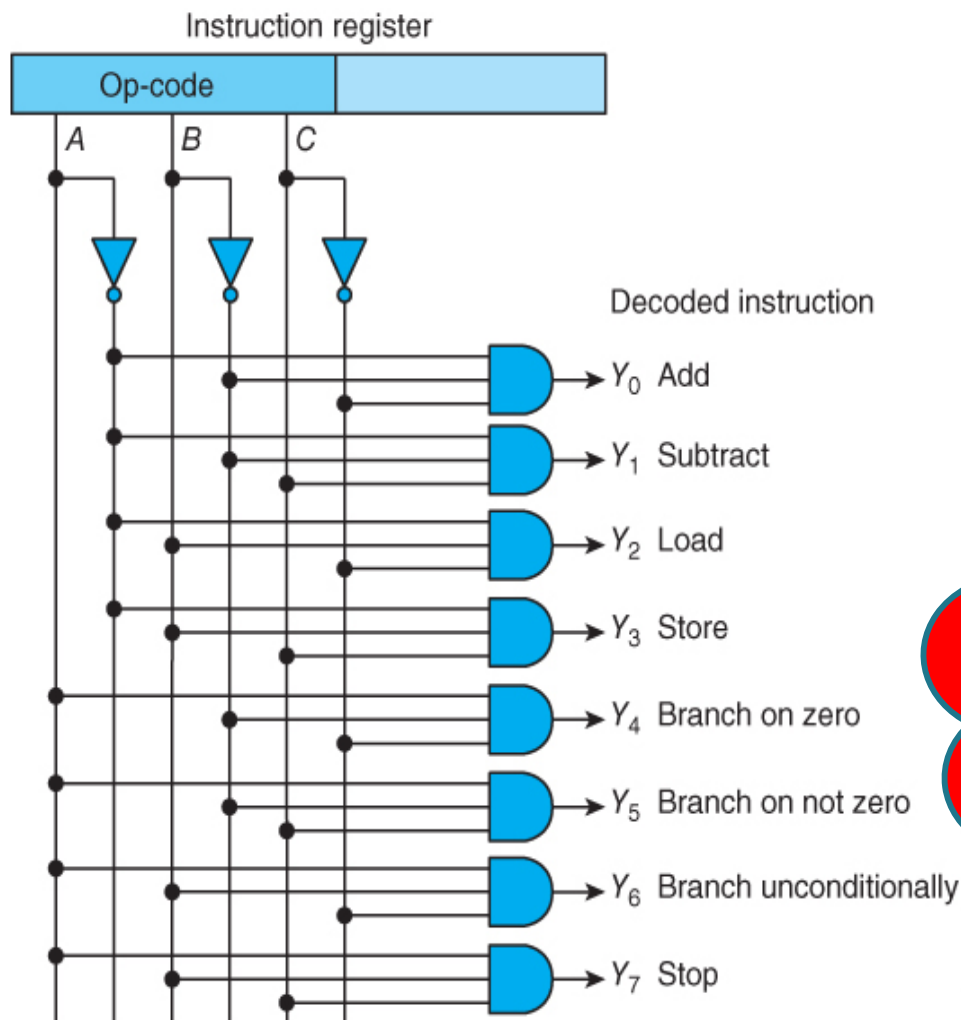 Instruction register
Op-code
A B C
Decoded instruction
Y0 Add
Y1 Subtract
Y2 Load
Y3 Store
Y4 Branch on zero
Y5 Branch on not zero
Y6 Branch unconditionally
Y7 Stop